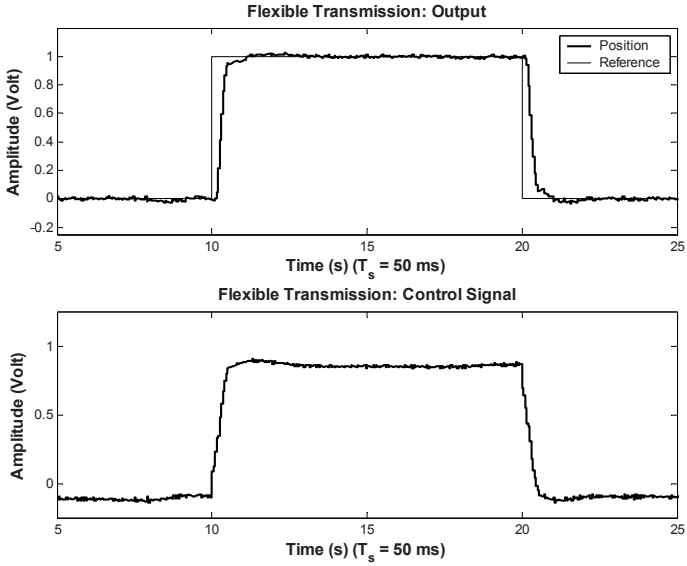 Flexible Transmission: Output
Amplitude (Volt)
1
0.8
0.6
0.4
0.2
0
-0.2
Position
Reference
5 10 15 20 25
Time (s) (Ts = 50 ms)
Flexible Transmission: Control Signal
Amplitude (Volt)
1
0.5
0
5 10 15 20 25
Time (s) (Ts = 50 ms)